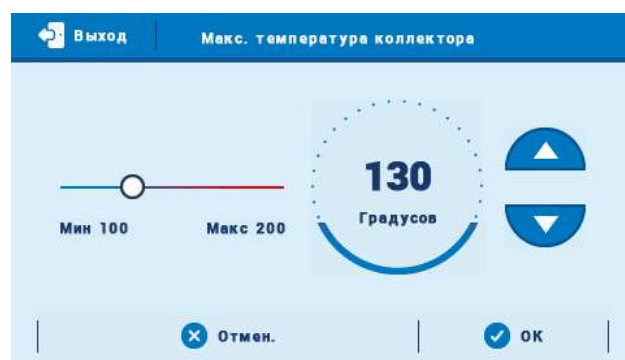 Выход
Макс. температура коллектора
130
Градусов
Мин 100
Макс 200
Отмен.
OK